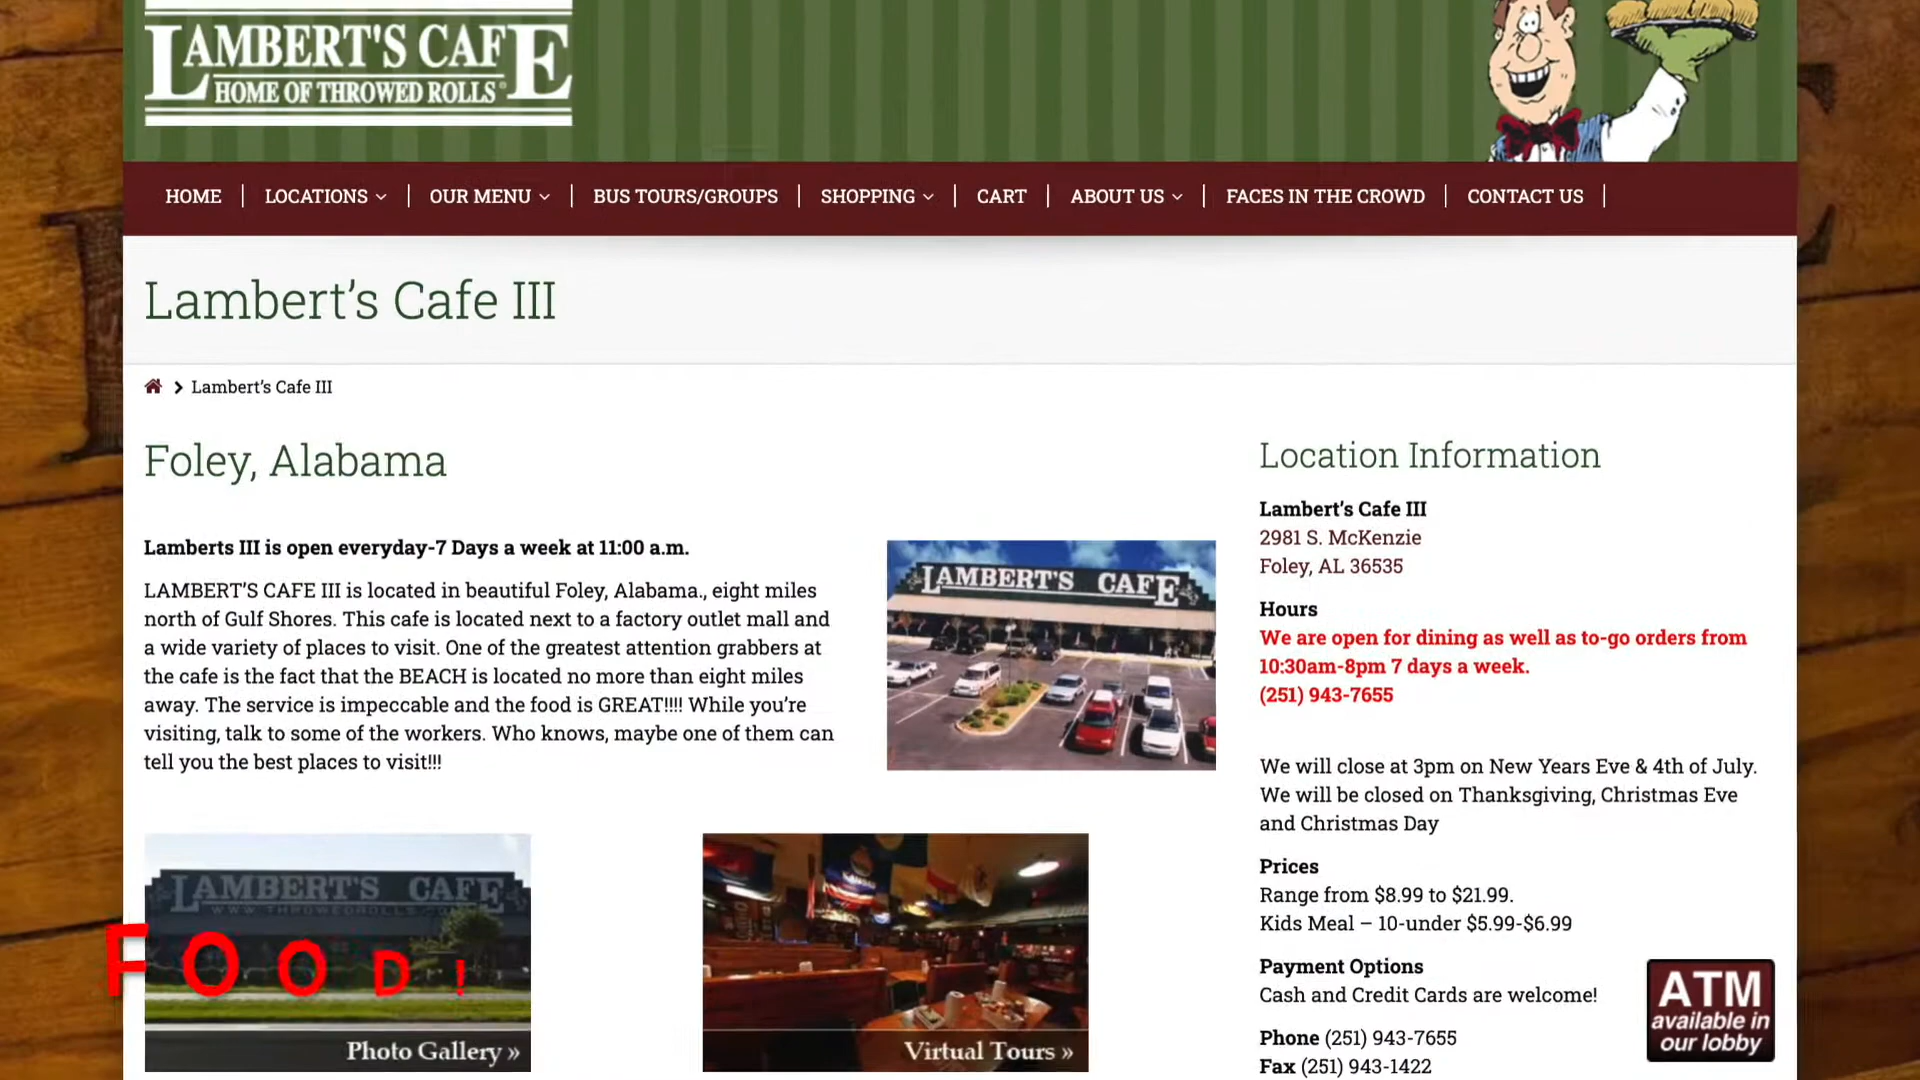 LAMBERT'S CAFE
HOME OF THROWED ROLLS®
HOME
LOCATIONS
OUR MENU
BUS TOURS/GROUPS
SHOPPING
CART
ABOUT US
FACES IN THE CROWD
CONTACT US
Lambert's Cafe III
Lambert's Cafe III
Foley, Alabama
Lamberts III is open everyday-7 Days a week at 11:00 a.m.
LAMBERT'S CAFE III is located in beautiful Foley, Alabama., eight miles
north of Gulf Shores. This cafe is located next to a factory outlet mall and
a wide variety of places to visit. One of the greatest attention grabbers at
the cafe is the fact that the BEACH is located no more than eight miles
away. The service is impeccable and the food is GREAT!!!! While you're
visiting, talk to some of the workers. Who knows, maybe one of them can
tell you the best places to visit!!!
LAMBERT'S CAFE
LAMBERT'S CAFE
FOOD!
Photo Gallery »
Virtual Tours »
Location Information
Lambert's Cafe III
2981 S. McKenzie
Foley, AL 36535
Hours
We are open for dining as well as to-go orders from
10:30am-8pm 7 days a week.
(251) 943-7655
We will close at 3pm on New Years Eve & 4th of July.
We will be closed on Thanksgiving, Christmas Eve
and Christmas Day
Prices
Range from $8.99 to $21.99.
Kids Meal – 10-under $5.99-$6.99
Payment Options
Cash and Credit Cards are welcome!
Phone (251) 943-7655
Fax (251) 943-1422
ATM
available in
our lobby